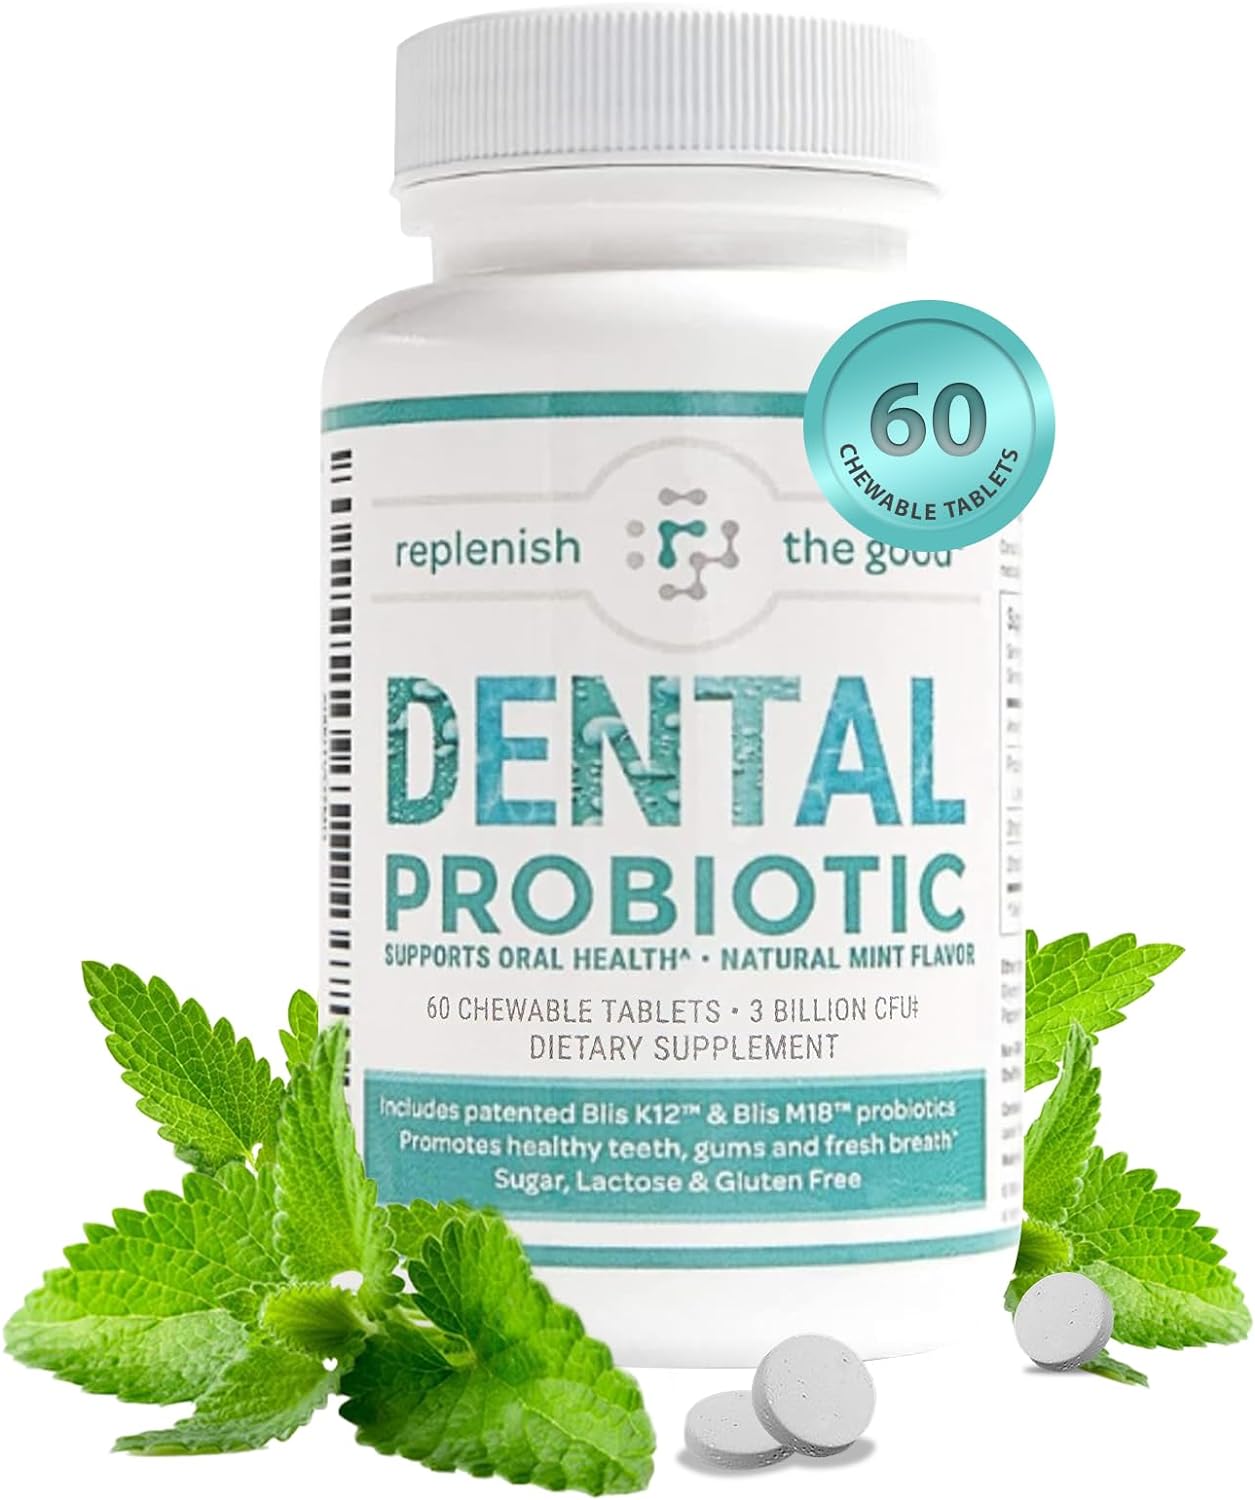 60
CHEWABLE TABLETS
replenish the good
DENTAL
PROBIOTIC
SUPPORTS ORAL HEALTH^ • NATURAL MINT FLAVOR
60 CHEWABLE TABLETS • 3 BILLION CFU‡
DIETARY SUPPLEMENT
Includes patented Blis K12™ & Blis M18™ probiotics
Promotes healthy teeth, gums and fresh breath^
Sugar, Lactose & Gluten Free